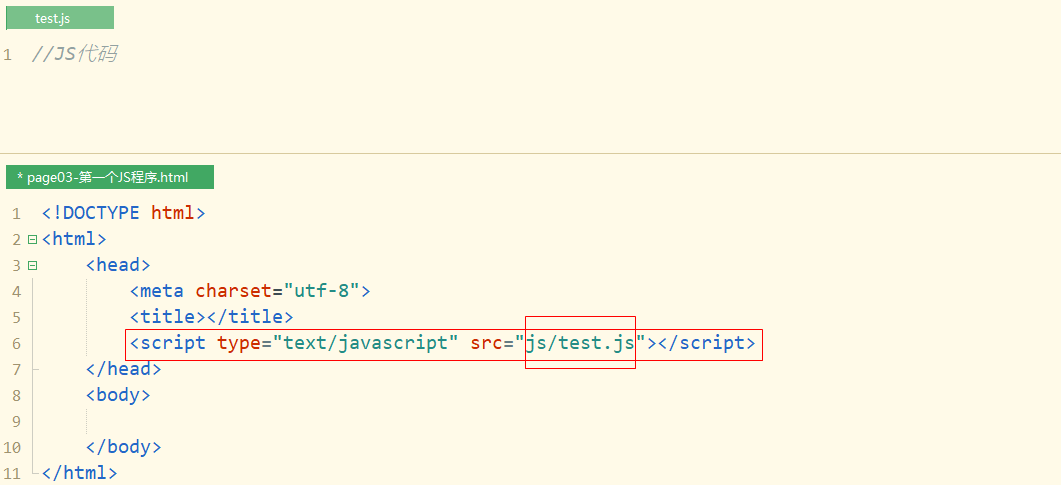 test.js
1 //JS代码
* page03-第一个JS程序.html
1 <!DOCTYPE html>
2 <html>
3     <head>
4         <meta charset="utf-8">
5         <title></title>
6         <script type="text/javascript" src="js/test.js"></script>
7     </head>
8     <body>
9
10     </body>
11 </html>